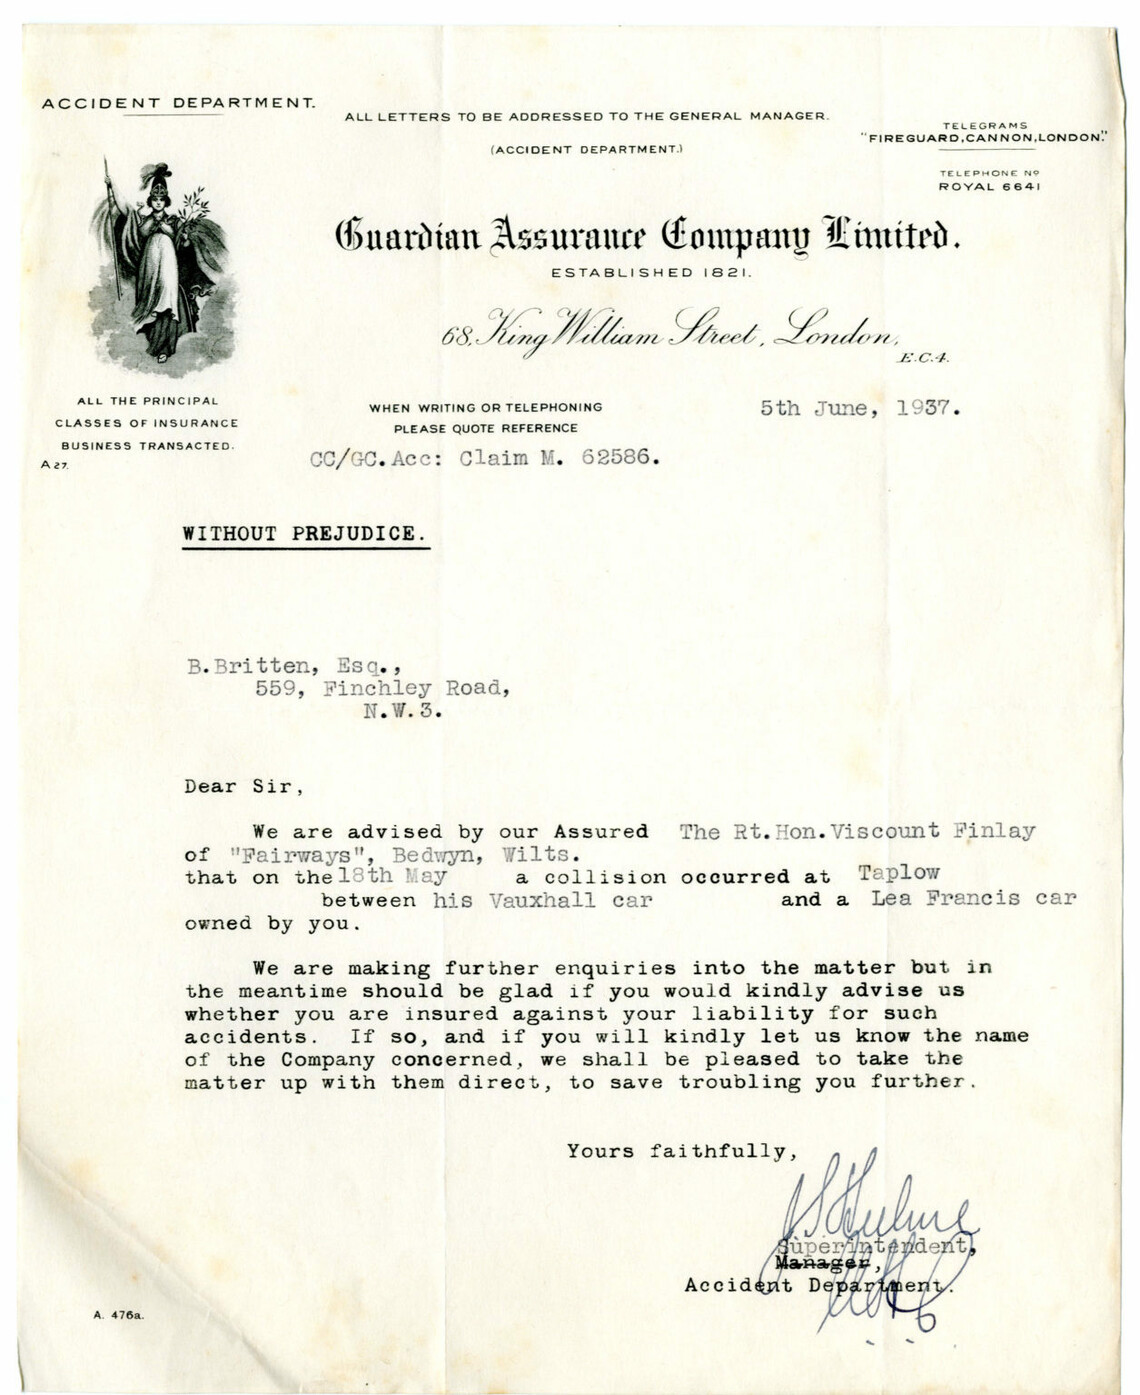 ACCIDENT DEPARTMENT.
ALL LETTERS TO BE ADDRESSED TO THE GENERAL MANAGER.
(ACCIDENT DEPARTMENT.)
TELEGRAMS
"FIREGUARD,CANNON,LONDON."
TELEPHONE Nº
ROYAL 6641
Guardian Assurance Company Limited.
ESTABLISHED 1821.
68, King William Street, London,
E.C.4.
ALL THE PRINCIPAL
CLASSES OF INSURANCE
BUSINESS TRANSACTED.
A 27.
WHEN WRITING OR TELEPHONING
PLEASE QUOTE REFERENCE
5th June, 1937.
CC/GC.Acc: Claim M. 62586.
WITHOUT PREJUDICE.
B.Britten, Esq.,
559, Finchley Road,
N.W.3.
Dear Sir,
We are advised by our Assured The Rt.Hon.Viscount Finlay
of "Fairways", Bedwyn, Wilts.
that on the 18th May a collision occurred at Taplow
between his Vauxhall car and a Lea Francis car
owned by you.
We are making further enquiries into the matter but in
the meantime should be glad if you would kindly advise us
whether you are insured against your liability for such
accidents. If so, and if you will kindly let us know the name
of the Company concerned, we shall be pleased to take the
matter up with them direct, to save troubling you further.
Yours faithfully,
Superintendent,
Manager,
Accident Department.
A. 476a.